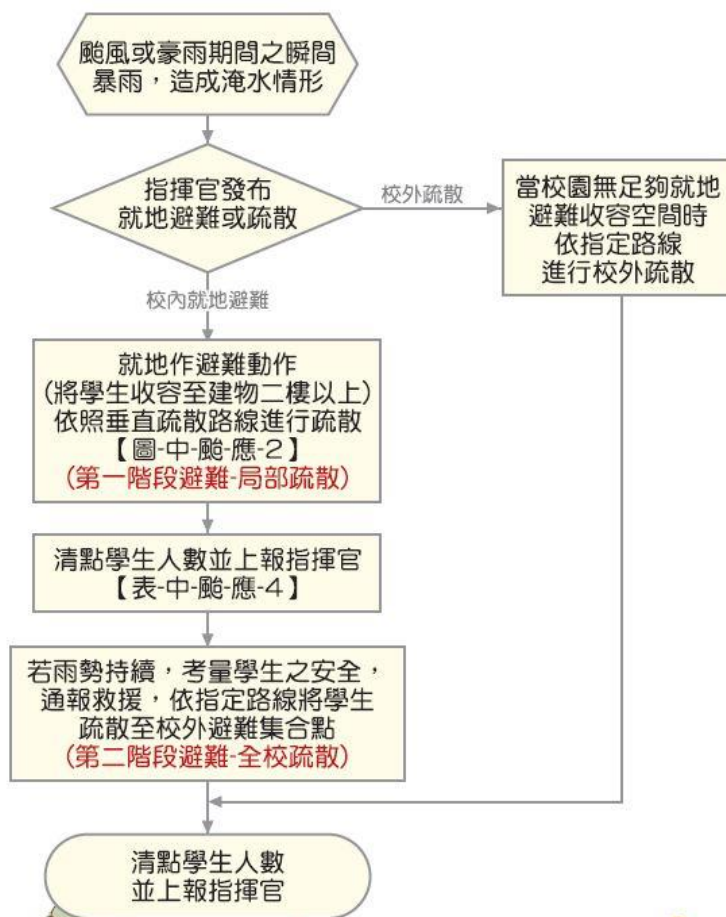 颱風或豪雨期間之瞬間
暴雨，造成淹水情形
指揮官發布
就地避難或疏散
校外疏散
當校園無足夠就地
避難收容空間時
依指定路線
進行校外疏散
校內就地避難
就地作避難動作
(將學生收容至建物二樓以上)
依照垂直疏散路線進行疏散
【圖-中-颱-應-2】
(第一階段避難-局部疏散)
清點學生人數並上報指揮官
【表-中-颱-應-4】
若雨勢持續，考量學生之安全，
通報救援，依指定路線將學生
疏散至校外避難集合點
(第二階段避難-全校疏散)
清點學生人數
並上報指揮官